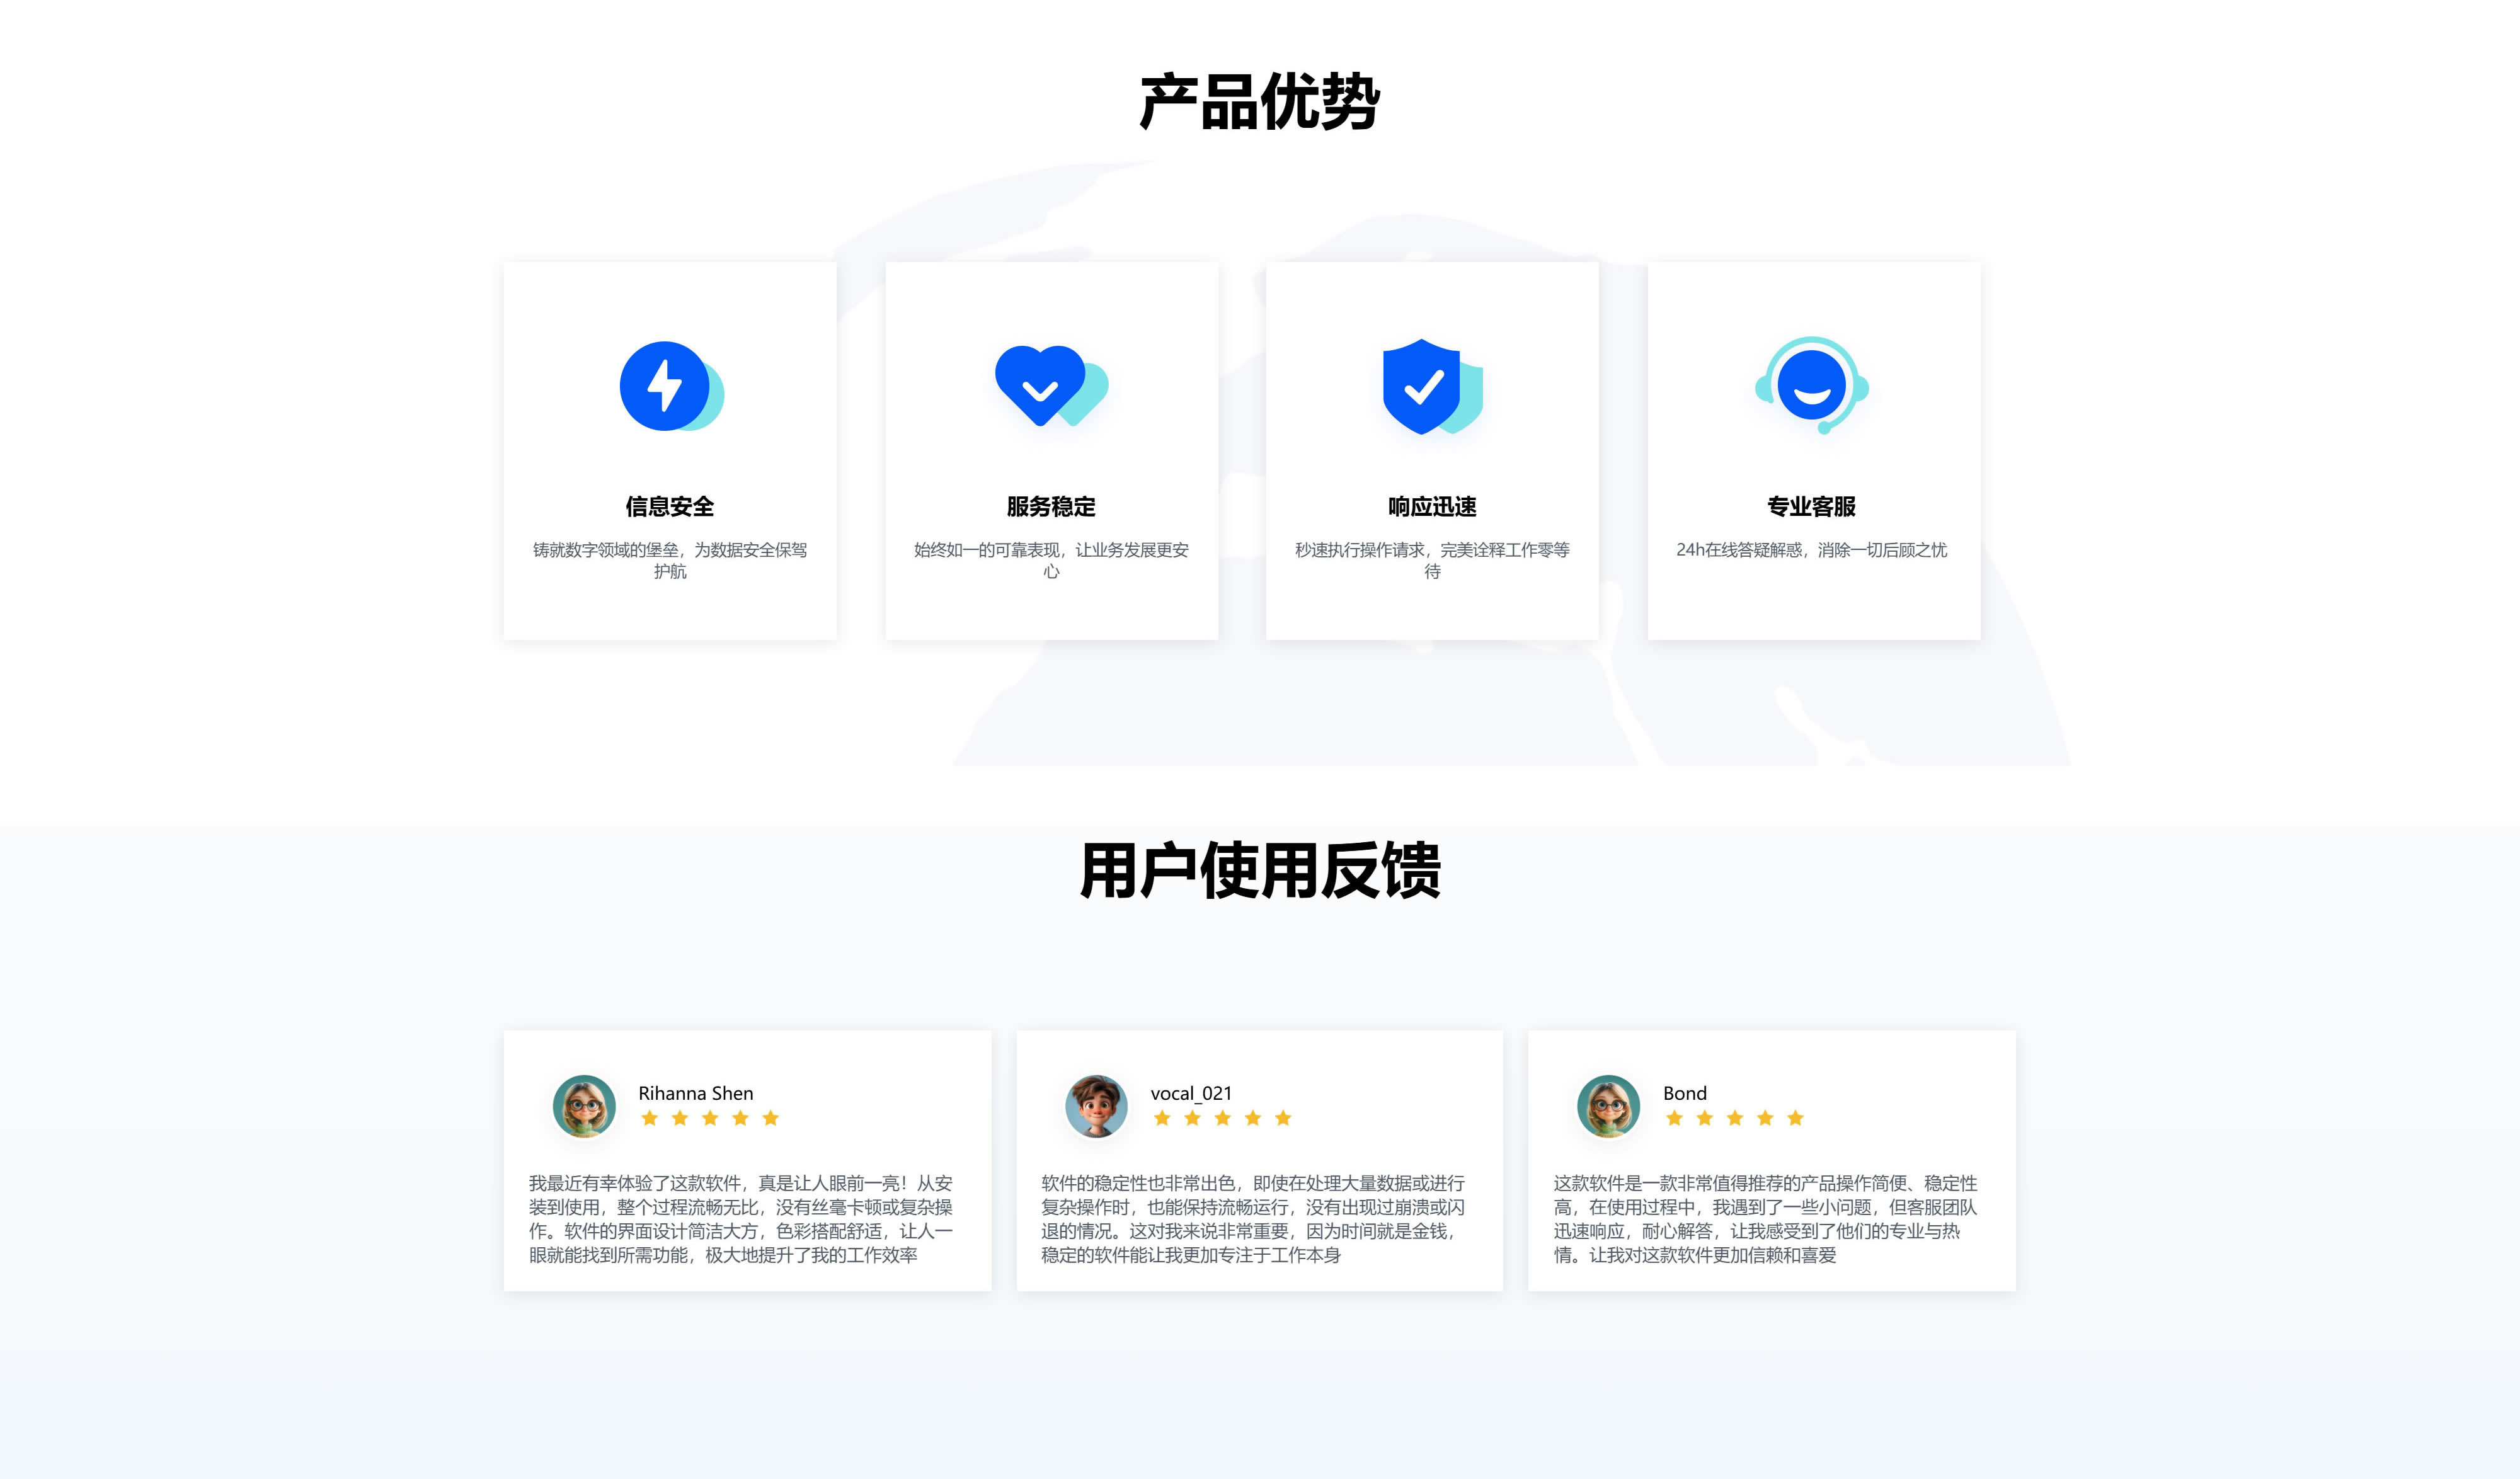 产品优势
信息安全
铸就数字领域的堡垒，为数据安全保驾
护航
服务稳定
始终如一的可靠表现，让业务发展更安
心
响应迅速
秒速执行操作请求，完美诠释工作零等
待
专业客服
24h在线答疑解惑，消除一切后顾之忧
用户使用反馈
Rihanna Shen
我最近有幸体验了这款软件，真是让人眼前一亮！从安
装到使用，整个过程流畅无比，没有丝毫卡顿或复杂操
作。软件的界面设计简洁大方，色彩搭配舒适，让人一
眼就能找到所需功能，极大地提升了我的工作效率
vocal_021
软件的稳定性也非常出色，即使在处理大量数据或进行
复杂操作时，也能保持流畅运行，没有出现过崩溃或闪
退的情况。这对我来说非常重要，因为时间就是金钱，
稳定的软件能让我更加专注于工作本身
Bond
这款软件是一款非常值得推荐的产品操作简便、稳定性
高，在使用过程中，我遇到了一些小问题，但客服团队
迅速响应，耐心解答，让我感受到了他们的专业与热
情。让我对这款软件更加信赖和喜爱